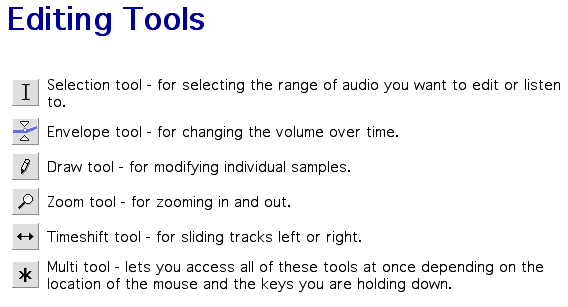 Editing Tools
Selection tool - for selecting the range of audio you want to edit or listen
to.
Envelope tool - for changing the volume over time.
Draw tool - for modifying individual samples.
Zoom tool - for zooming in and out.
Timeshift tool - for sliding tracks left or right.
Multi tool - lets you access all of these tools at once depending on the
location of the mouse and the keys you are holding down.